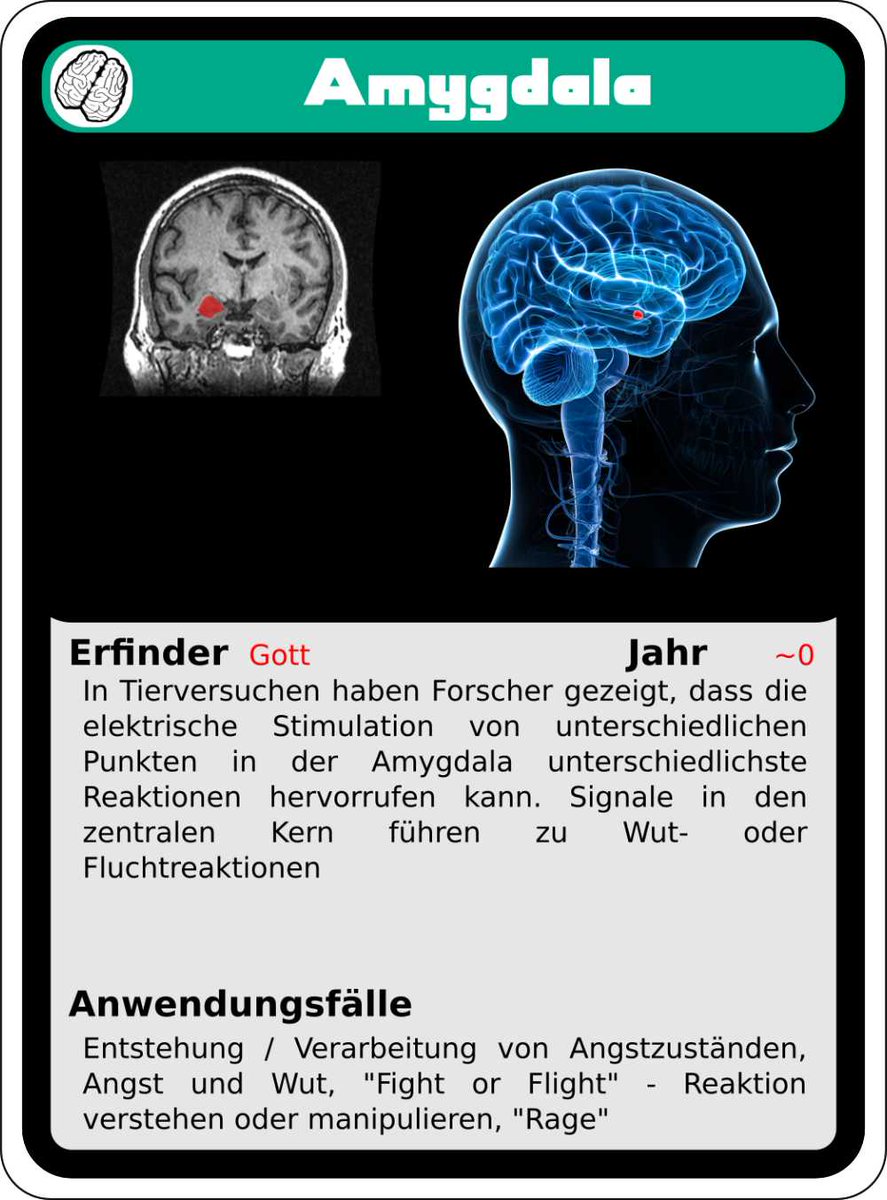 Amygdala
Erfinder Gott Jahr ~0
In Tierversuchen haben Forscher gezeigt, dass die
elektrische Stimulation von unterschiedlichen
Punkten in der Amygdala unterschiedlichste
Reaktionen hervorrufen kann. Signale in den
zentralen Kern führen zu Wut- oder
Fluchtreaktionen
Anwendungsfälle
Entstehung / Verarbeitung von Angstzuständen,
Angst und Wut, "Fight or Flight" - Reaktion
verstehen oder manipulieren, "Rage"